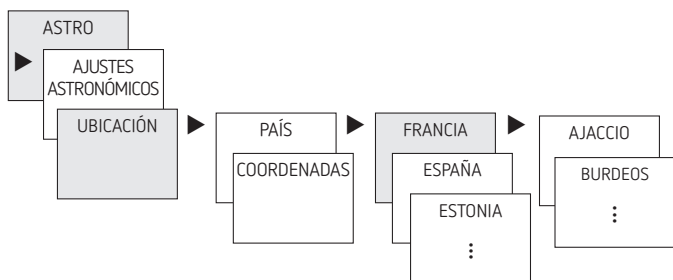 ASTRO
AJUSTES
ASTRONÓMICOS
UBICACIÓN
PAÍS
COORDENADAS
FRANCIA
ESPAÑA
ESTONIA
AJACCIO
BURDEOS